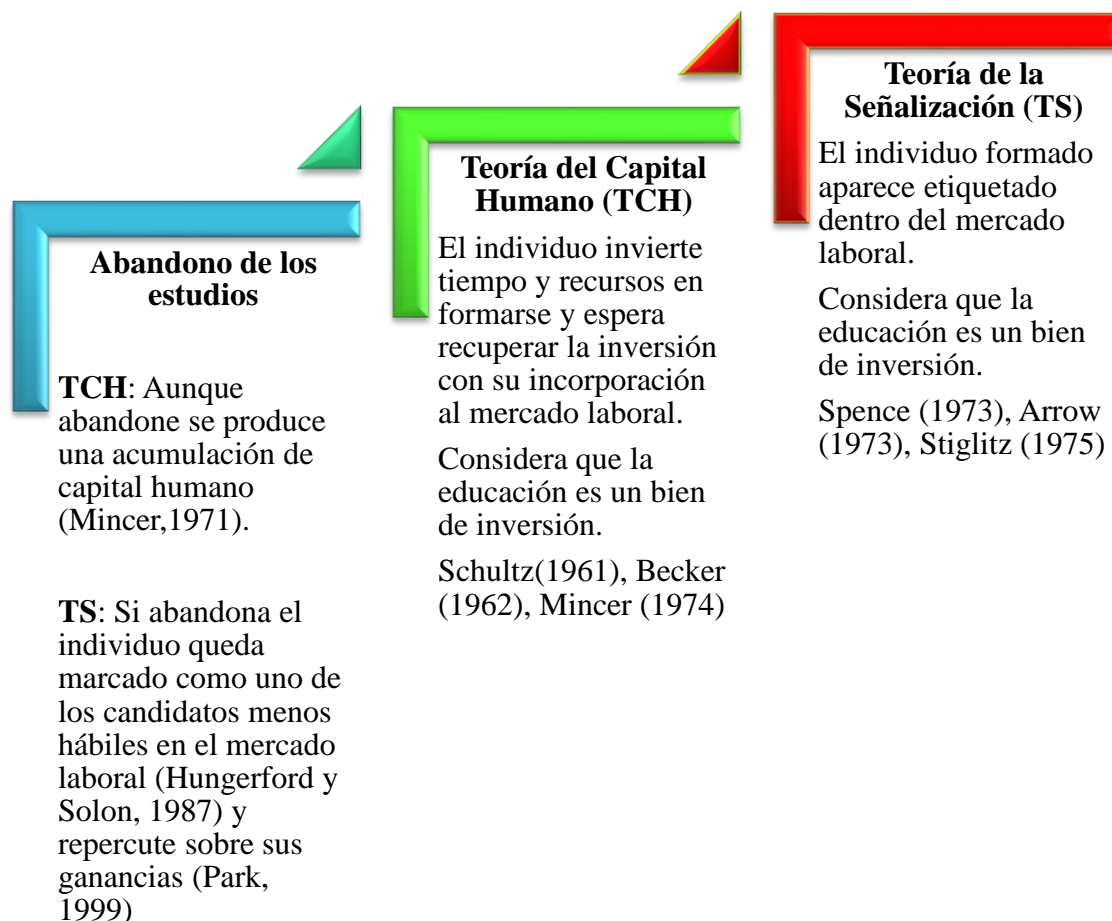 Abandono de los
estudios
TCH: Aunque
abandone se produce
una acumulación de
capital humano
(Mincer,1971).
TS: Si abandona el
individuo queda
marcado como uno de
los candidatos menos
hábiles en el mercado
laboral (Hungerford y
Solon, 1987) y
repercute sobre sus
ganancias (Park,
1999)
Teoría del Capital
Humano (TCH)
El individuo invierte
tiempo y recursos en
formarse y espera
recuperar la inversión
con su incorporación
al mercado laboral.
Considera que la
educación es un bien
de inversión.
Schultz(1961), Becker
(1962), Mincer (1974)
Teoría de la
Señalización (TS)
El individuo formado
aparece etiquetado
dentro del mercado
laboral.
Considera que la
educación es un bien
de inversión.
Spence (1973), Arrow
(1973), Stiglitz (1975)